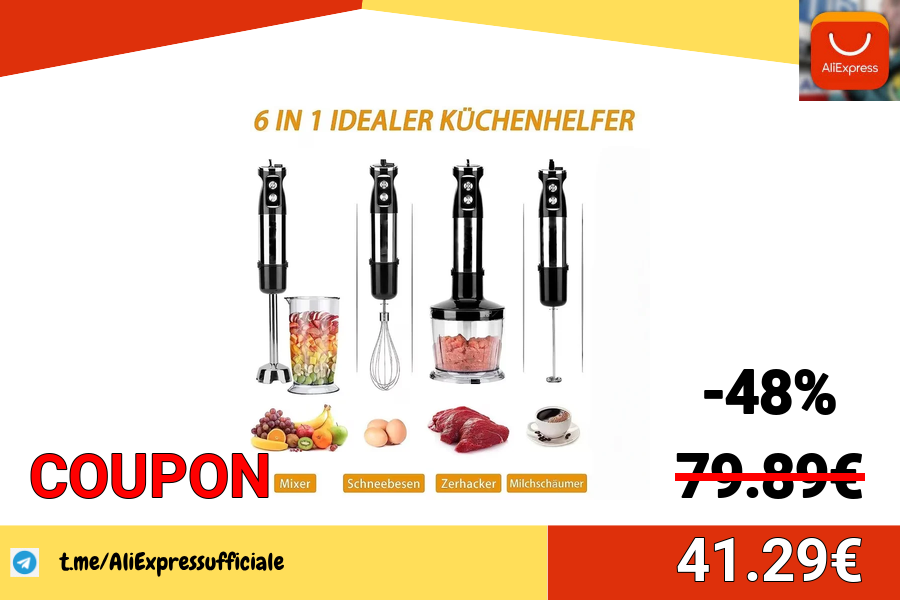 AliExpress
6 IN 1 IDEALER KÜCHENHELFER
-48%
COUPON
Mixer
Schneebesen
Zerhacker
Milchschäumer
79.89€
t.me/AliExpressufficiale
41.29€